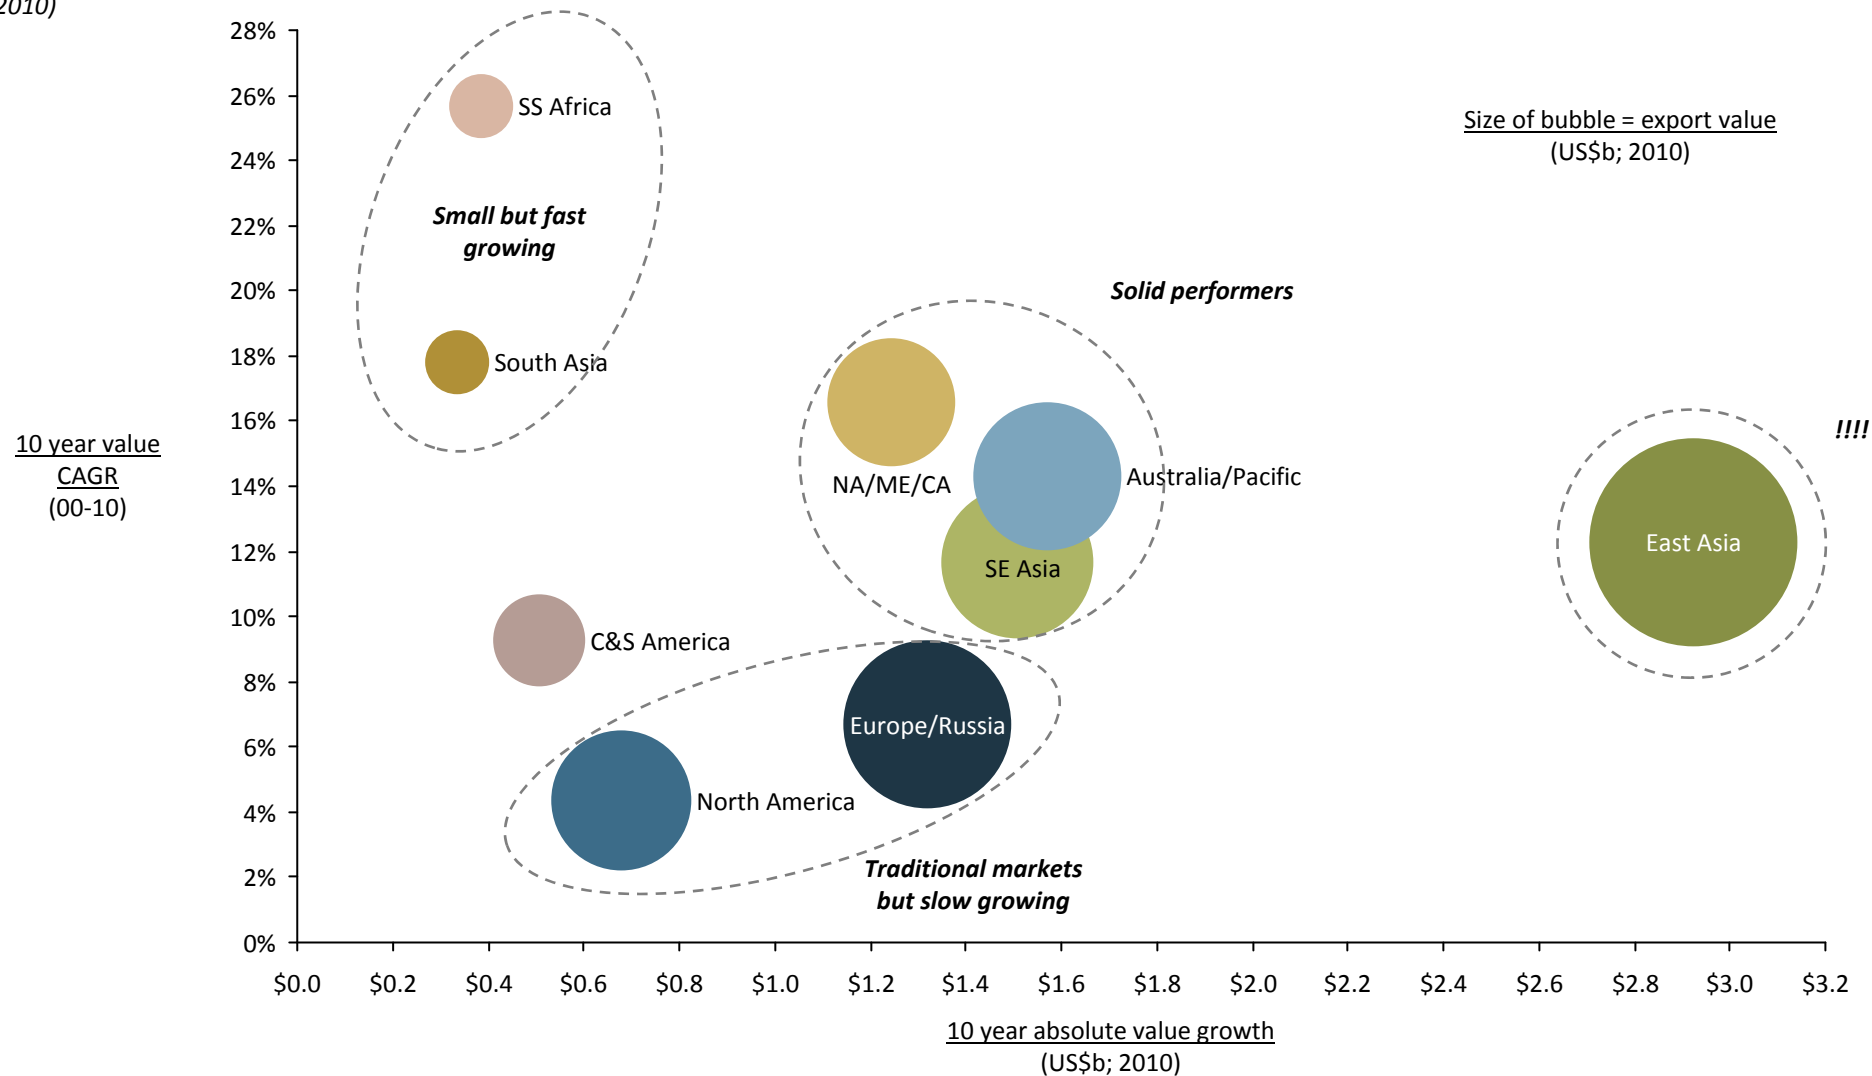 2010)
28%
26%
24%
22%
20%
18%
16%
14%
12%
10%
8%
6%
4%
2%
0%
10 year value
CAGR
(00-10)
SS Africa
Small but fast
growing
South Asia
Size of bubble = export value
(US$b; 2010)
Solid performers
NA/ME/CA
Australia/Pacific
SE Asia
!!!!
East Asia
C&S America
Europe/Russia
North America
Traditional markets
but slow growing
$0.0 $0.2 $0.4 $0.6 $0.8 $1.0 $1.2 $1.4 $1.6 $1.8 $2.0 $2.2 $2.4 $2.6 $2.8 $3.0 $3.2
10 year absolute value growth
(US$b; 2010)